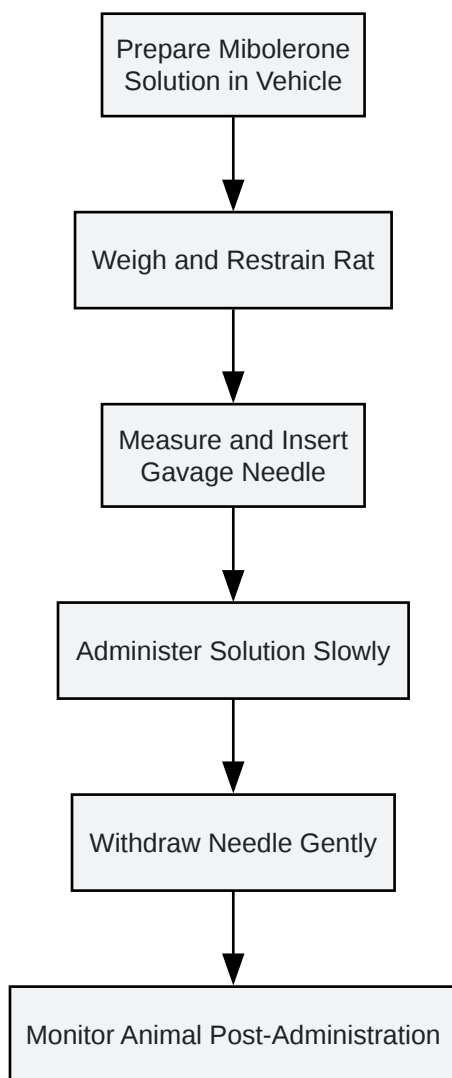 Prepare Mibolerone
Solution in Vehicle
Weigh and Restrain Rat
Measure and Insert
Gavage Needle
Administer Solution Slowly
Withdraw Needle Gently
Monitor Animal Post-Administration